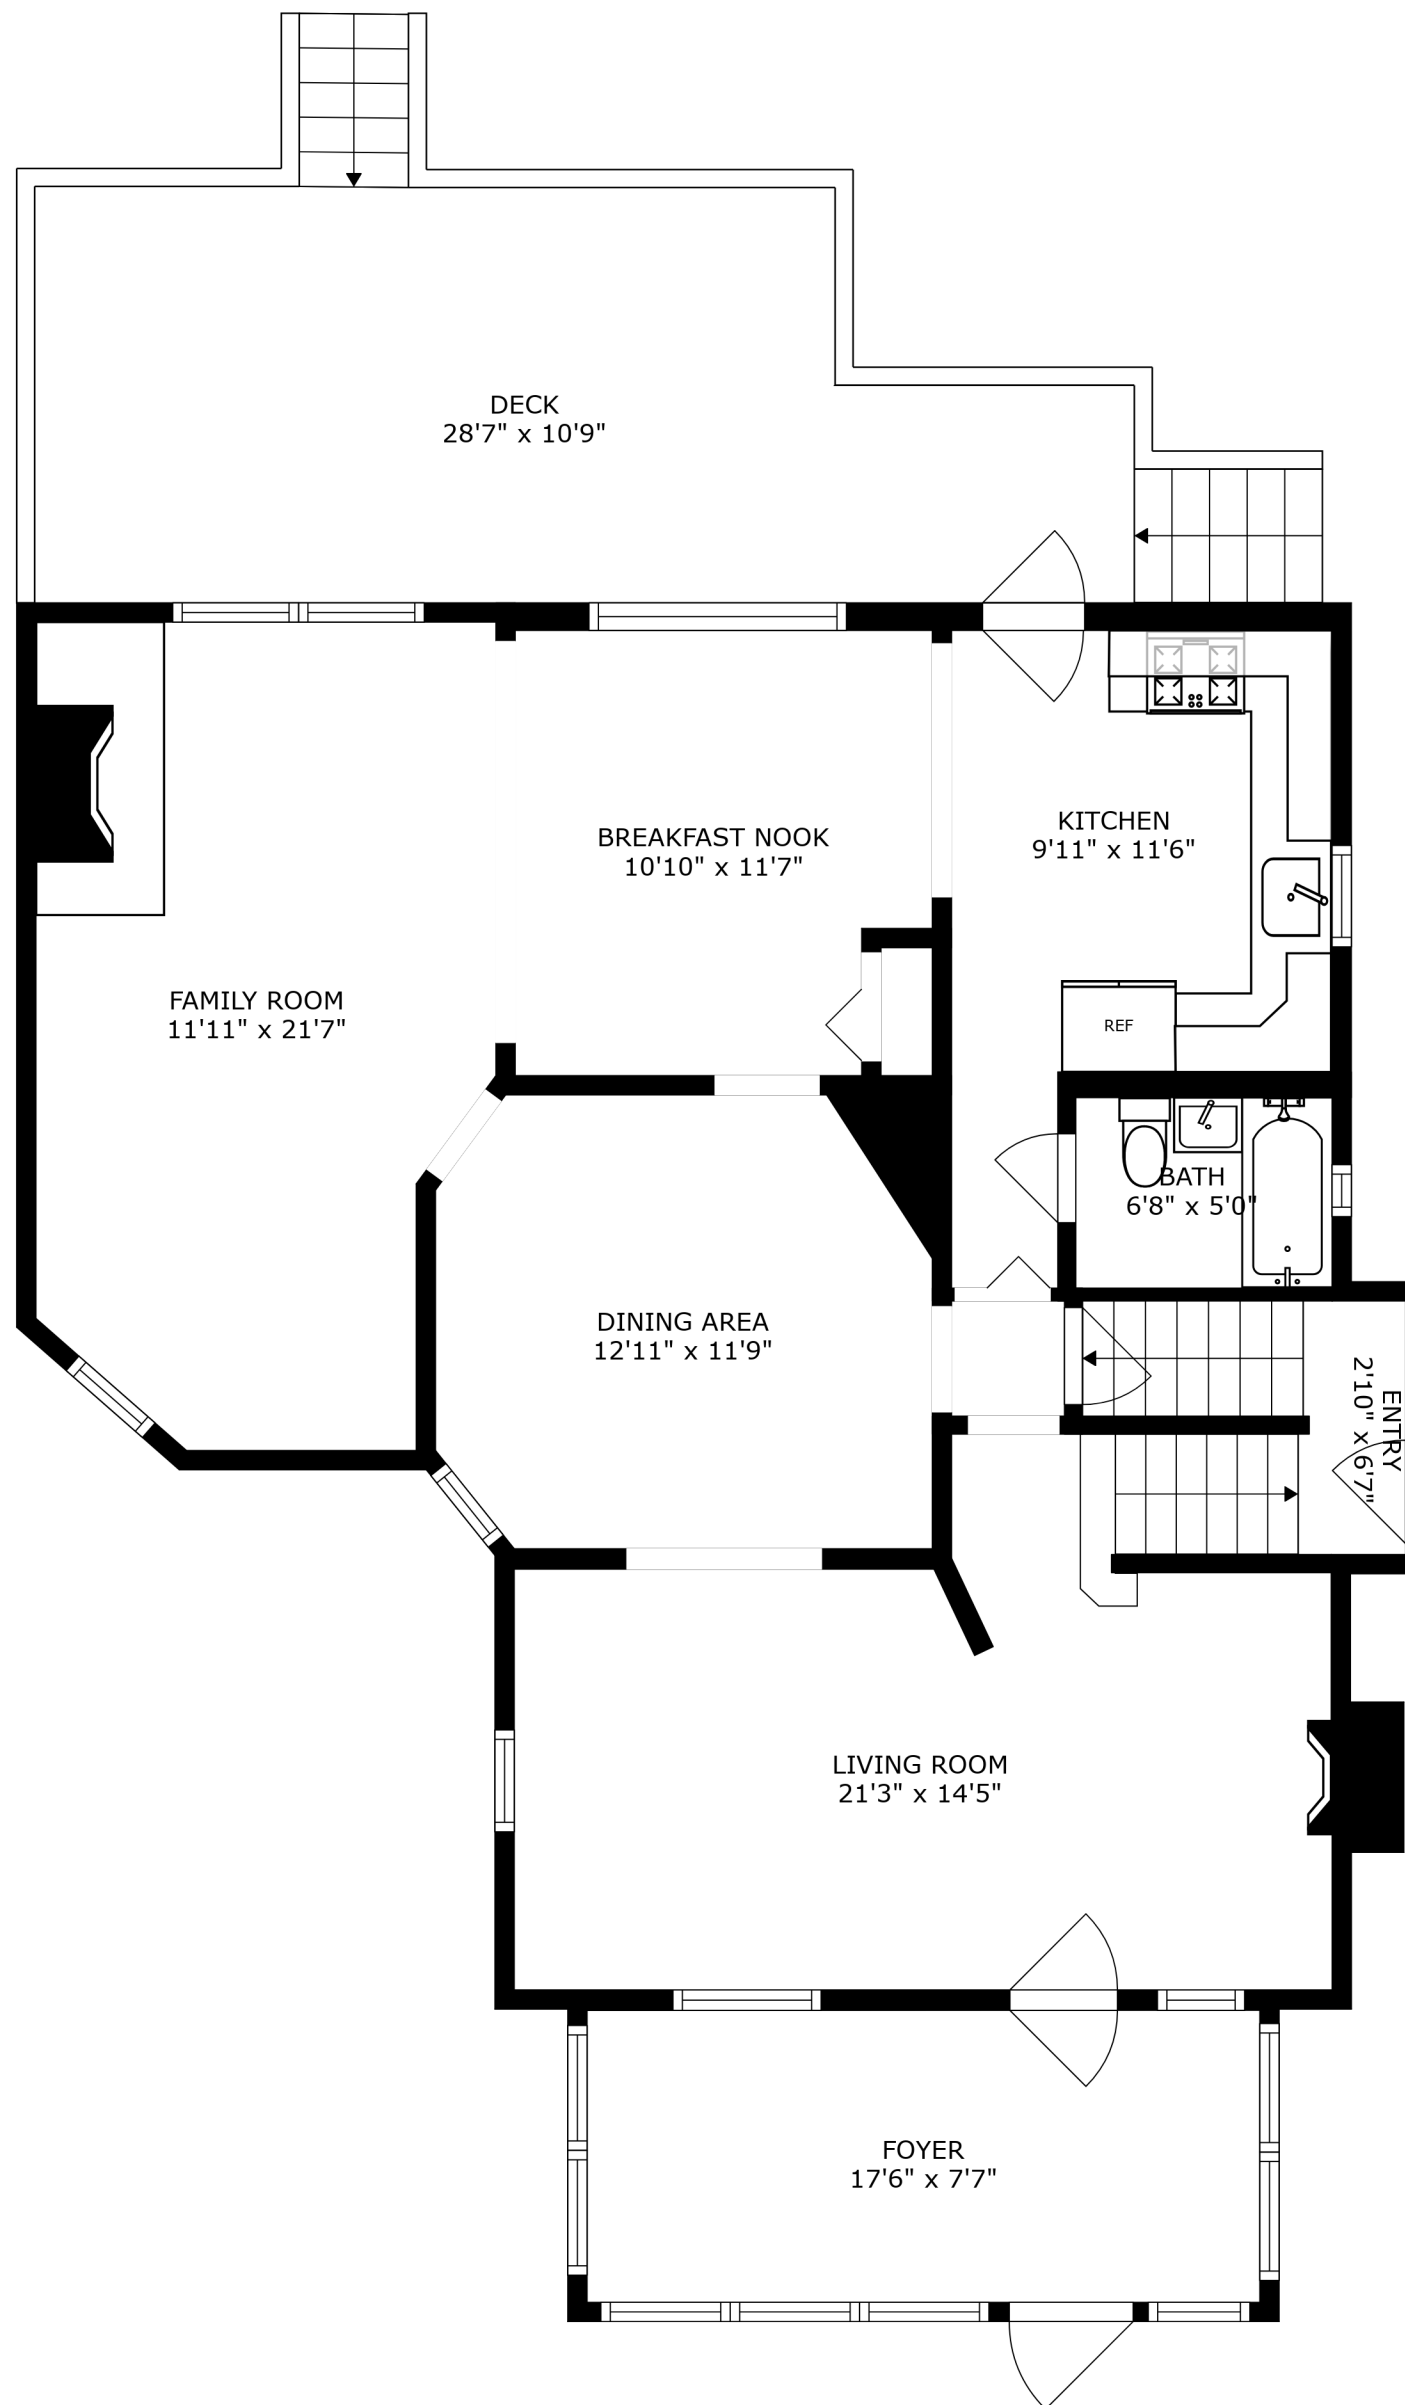 DECK
28'7" x 10'9"
BREAKFAST NOOK
10'10" x 11'7"
KITCHEN
9'11" x 11'6"
FAMILY ROOM
11'11" x 21'7"
REF
BATH
6'8" x 5'0"
DINING AREA
12'11" x 11'9"
ENTRY
2'10" x 6'7"
LIVING ROOM
21'3" x 14'5"
FOYER
17'6" x 7'7"